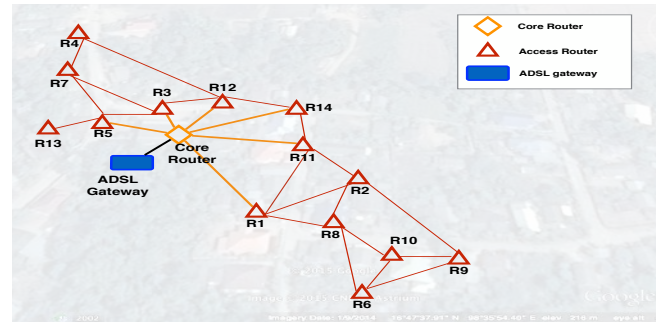 Core Router
Access Router
ADSL gateway
R4
R7
R3
R12
R14
R5
R13
Core
Router
R11
ADSL
Gateway
R2
R1
R8
R10
R9
R6
Google
Imagery Date: 1/9/2014